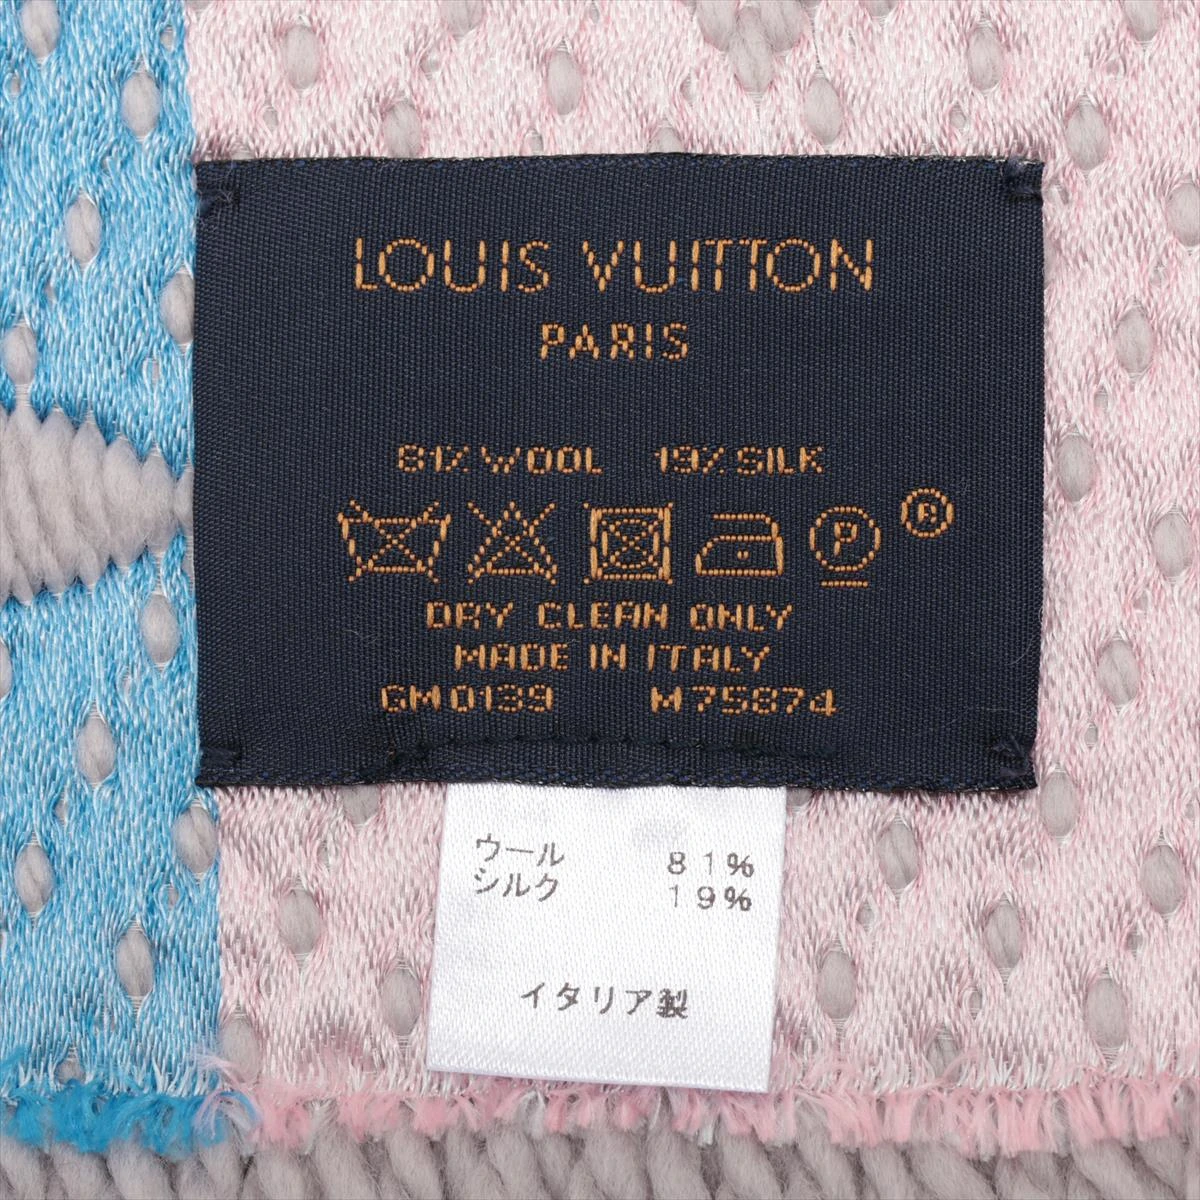 LOUIS VUITTON
PARIS
81% WOOL 19% SILK
P ®
DRY CLEAN ONLY
MADE IN ITALY
GM0139 M75874
ウール 81%
シルク 19%
イタリア製